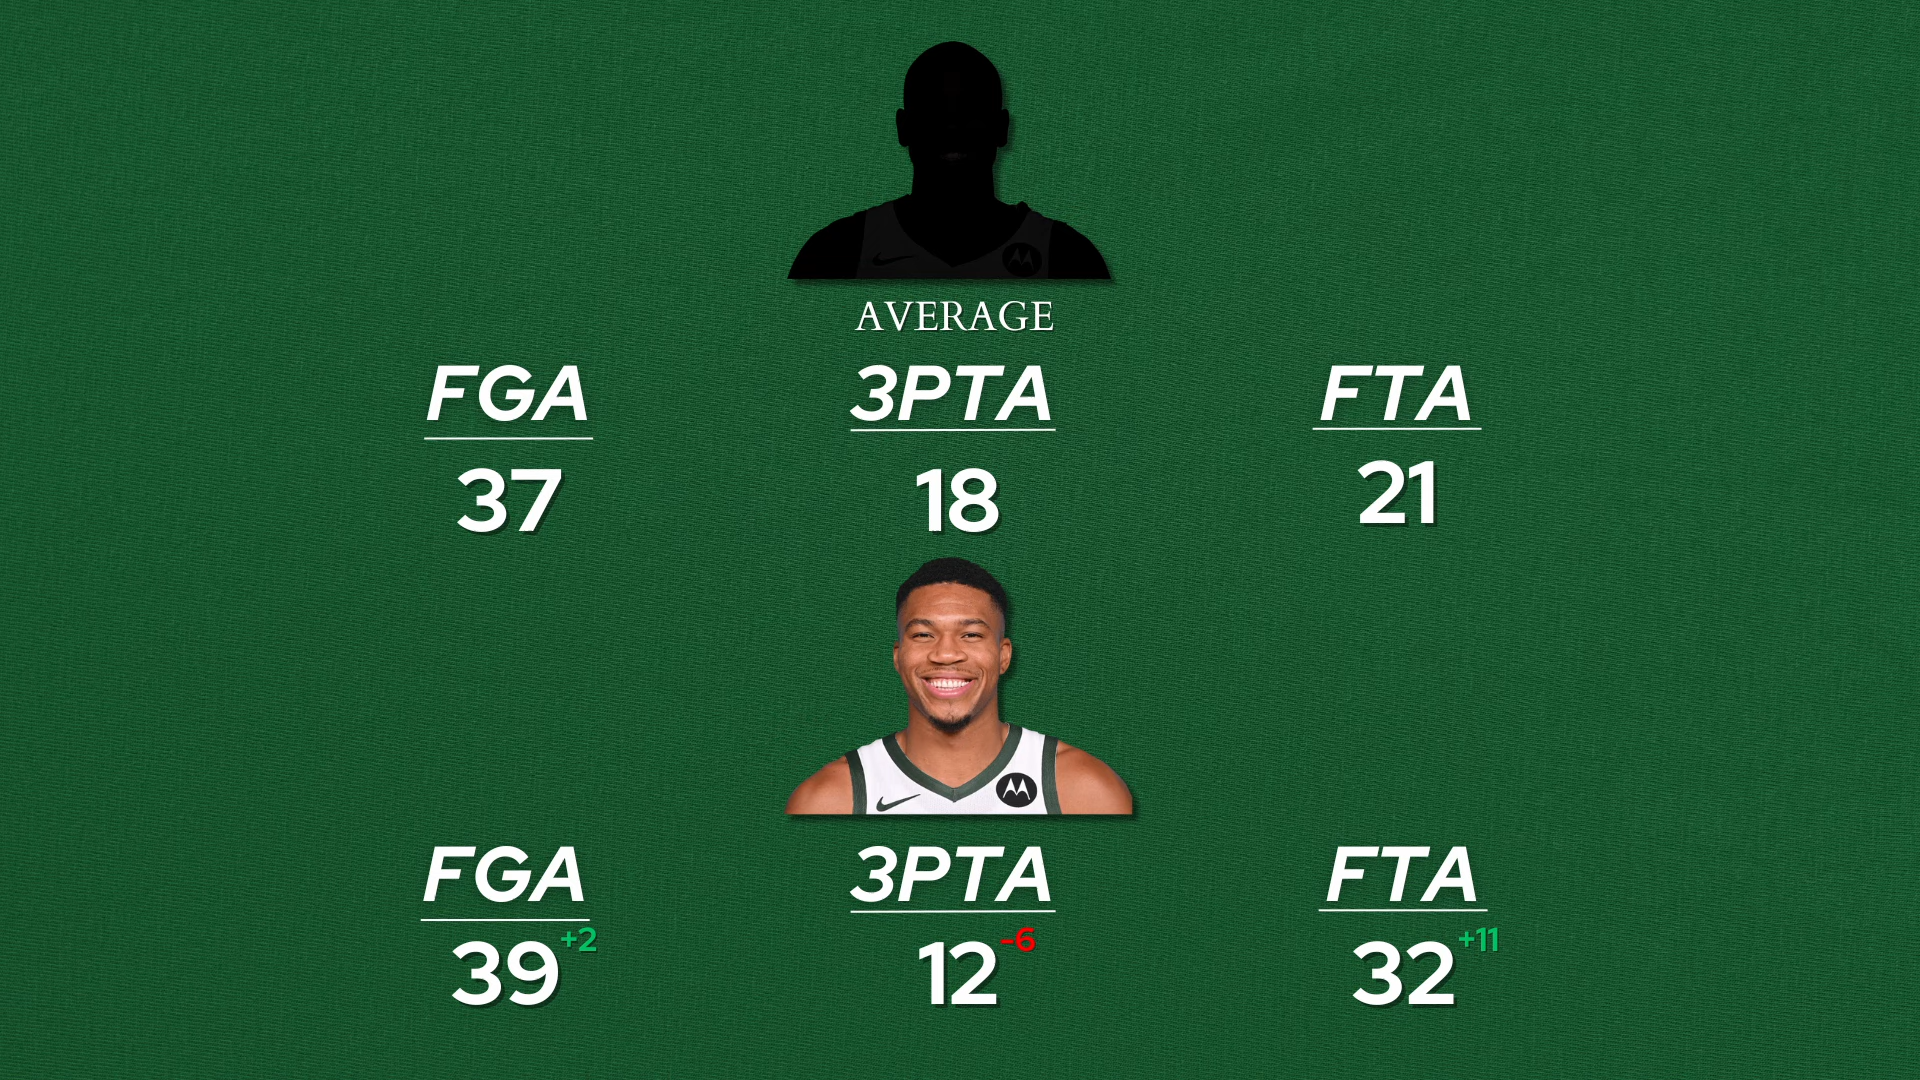 AVERAGE
FGA 3PTA FTA
37 18 21
FGA 3PTA FTA
39 +2 12 -6 32 +11